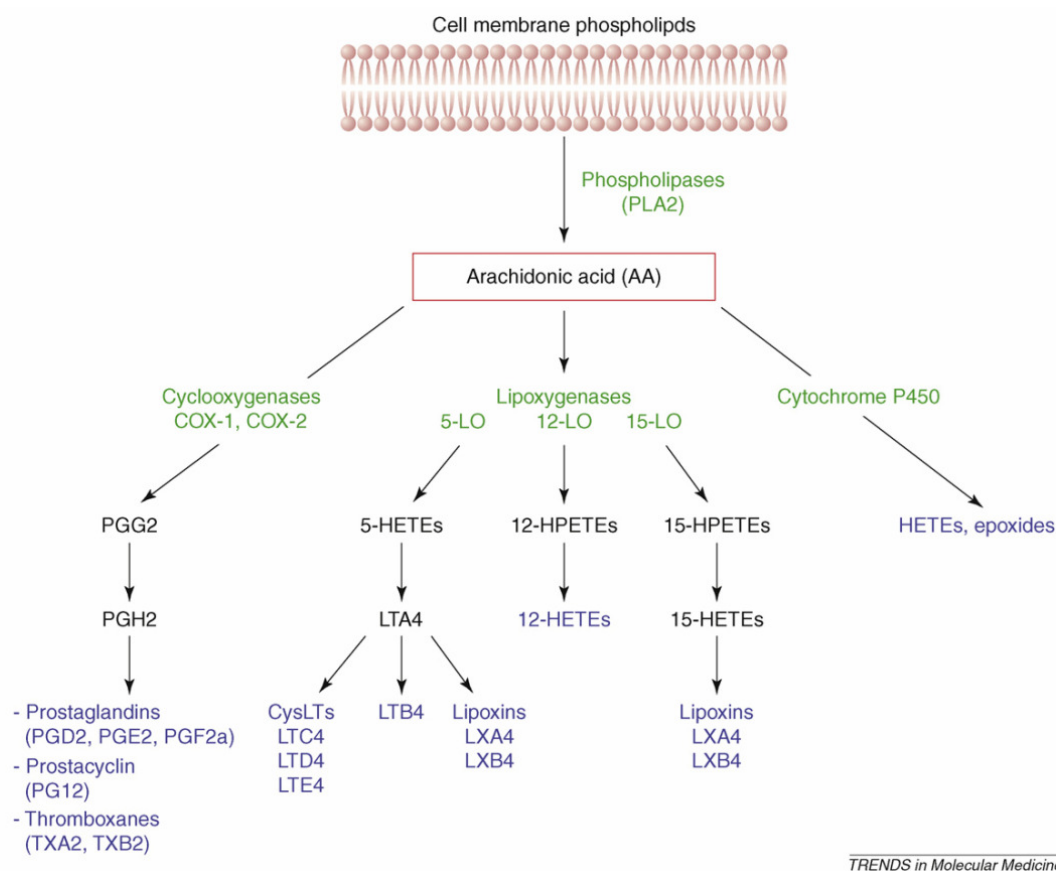 Cell membrane phospholipds
Phospholipases
(PLA2)
Arachidonic acid (AA)
Cyclooxygenases
COX-1, COX-2
Lipoxygenases
5-LO 12-LO 15-LO
Cytochrome P450
PGG2
5-HETEs
12-HPETEs
15-HPETEs
HETEs, epoxides
PGH2
LTA4
12-HETEs
15-HETEs
- Prostaglandins
(PGD2, PGE2, PGF2a)
- Prostacyclin
(PG12)
- Thromboxanes
(TXA2, TXB2)
CysLTs
LTC4
LTD4
LTE4
LTB4
Lipoxins
LXA4
LXB4
Lipoxins
LXA4
LXB4
TRENDS in Molecular Medicine